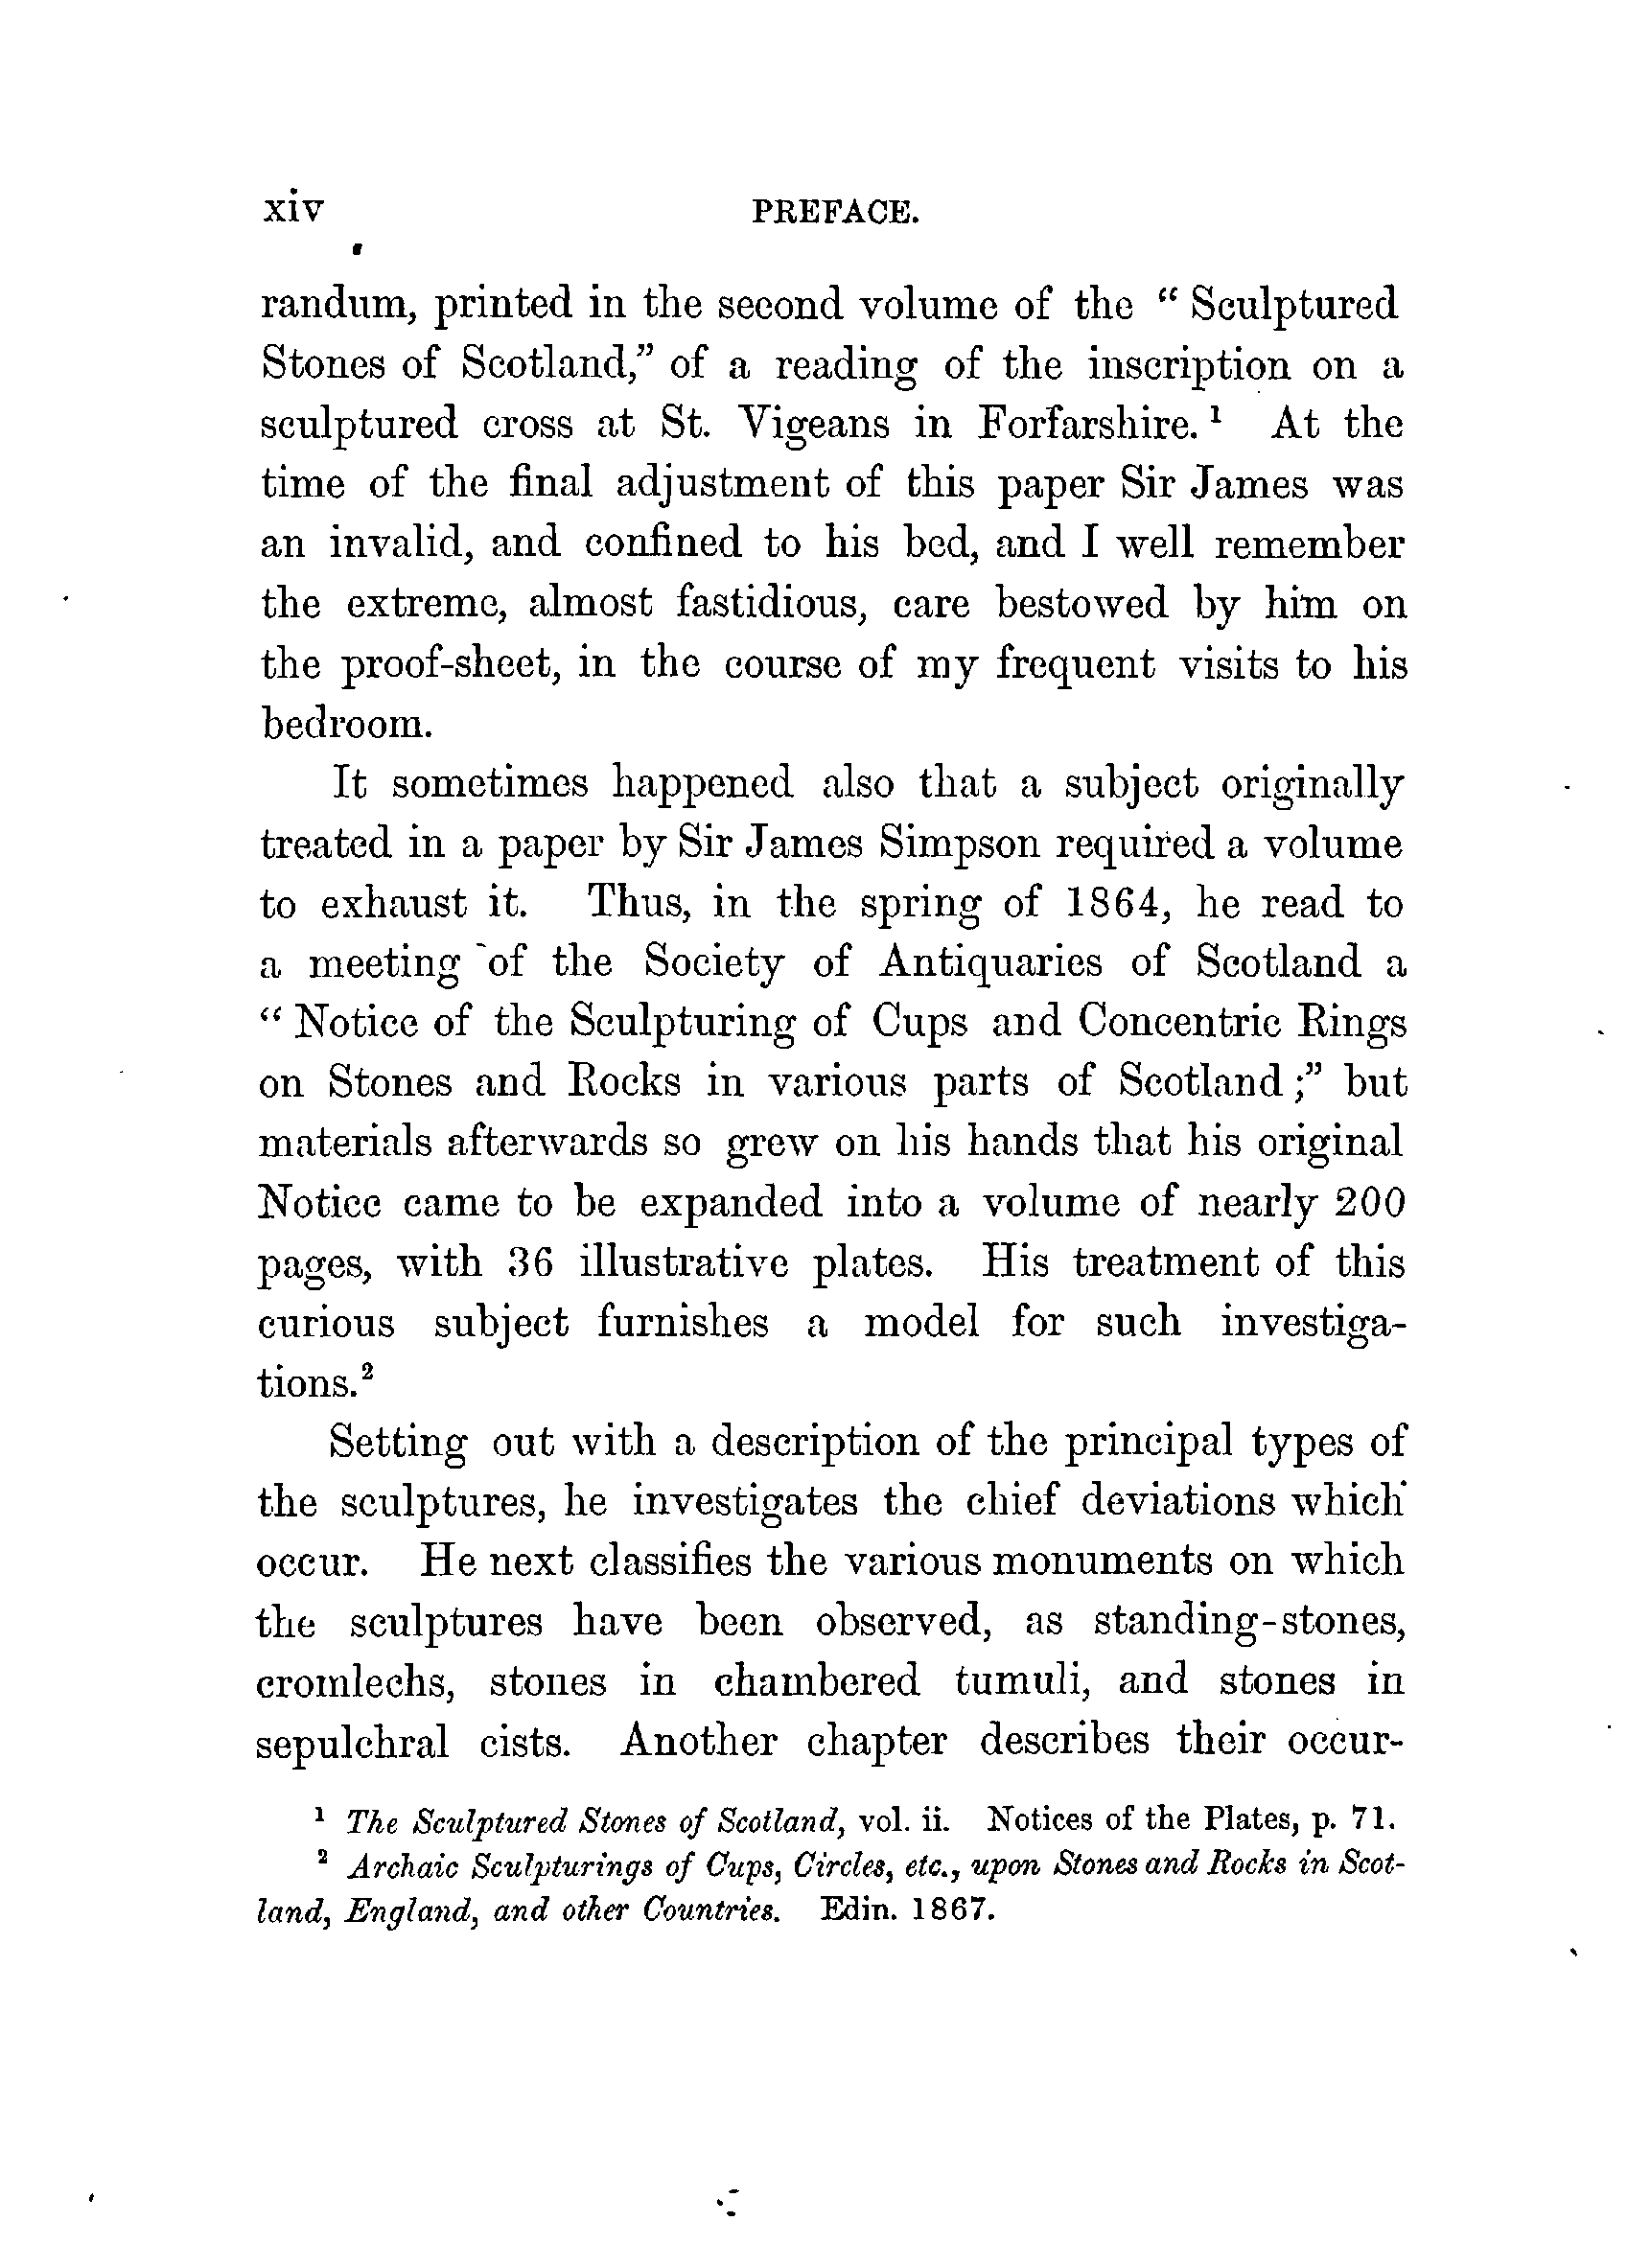 xiv PREFACE.
randum, printed in the second volume of the “ Sculptured
Stones of Scotland,” of a reading of the inscription on a
sculptured cross at St. Vigeans in Forfarshire.¹ At the
time of the final adjustment of this paper Sir James was
an invalid, and confined to his bed, and I well remember
the extreme, almost fastidious, care bestowed by him on
the proof-sheet, in the course of my frequent visits to his
bedroom.
It sometimes happened also that a subject originally
treated in a paper by Sir James Simpson required a volume
to exhaust it. Thus, in the spring of 1864, he read to
a meeting of the Society of Antiquaries of Scotland a
“ Notice of the Sculpturing of Cups and Concentric Rings
on Stones and Rocks in various parts of Scotland ;” but
materials afterwards so grew on his hands that his original
Notice came to be expanded into a volume of nearly 200
pages, with 36 illustrative plates. His treatment of this
curious subject furnishes a model for such investiga-
tions.²
Setting out with a description of the principal types of
the sculptures, he investigates the chief deviations which
occur. He next classifies the various monuments on which
the sculptures have been observed, as standing-stones,
cromlechs, stones in chambered tumuli, and stones in
sepulchral cists. Another chapter describes their occur-
¹ The Sculptured Stones of Scotland, vol. ii. Notices of the Plates, p. 71.
² Archaic Sculpturings of Cups, Circles, etc., upon Stones and Rocks in Scot-
land, England, and other Countries. Edin. 1867.